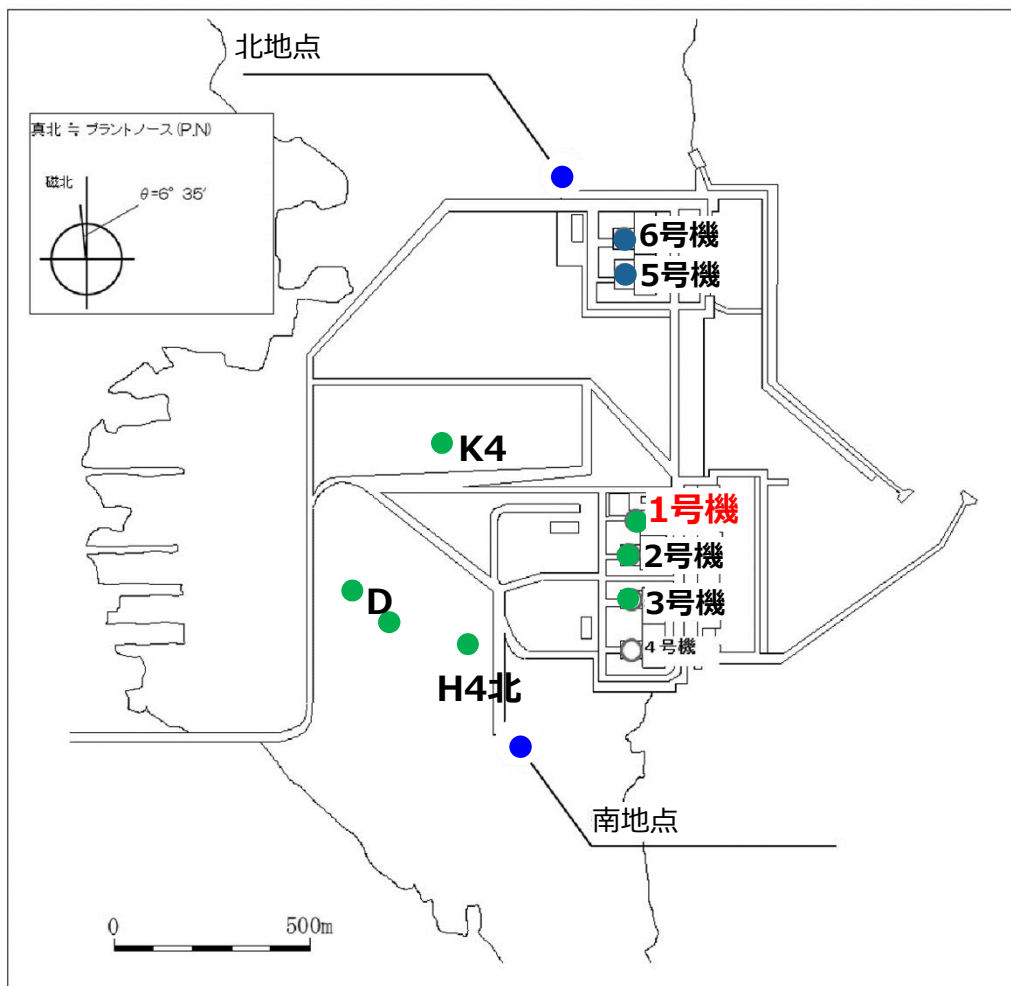 北地点
真北 ≒ プラントノース(P.N)
磁北
θ=6° 35′
6号機
5号機
K4
1号機
2号機
3号機
D
4号機
H4北
南地点
0 500m